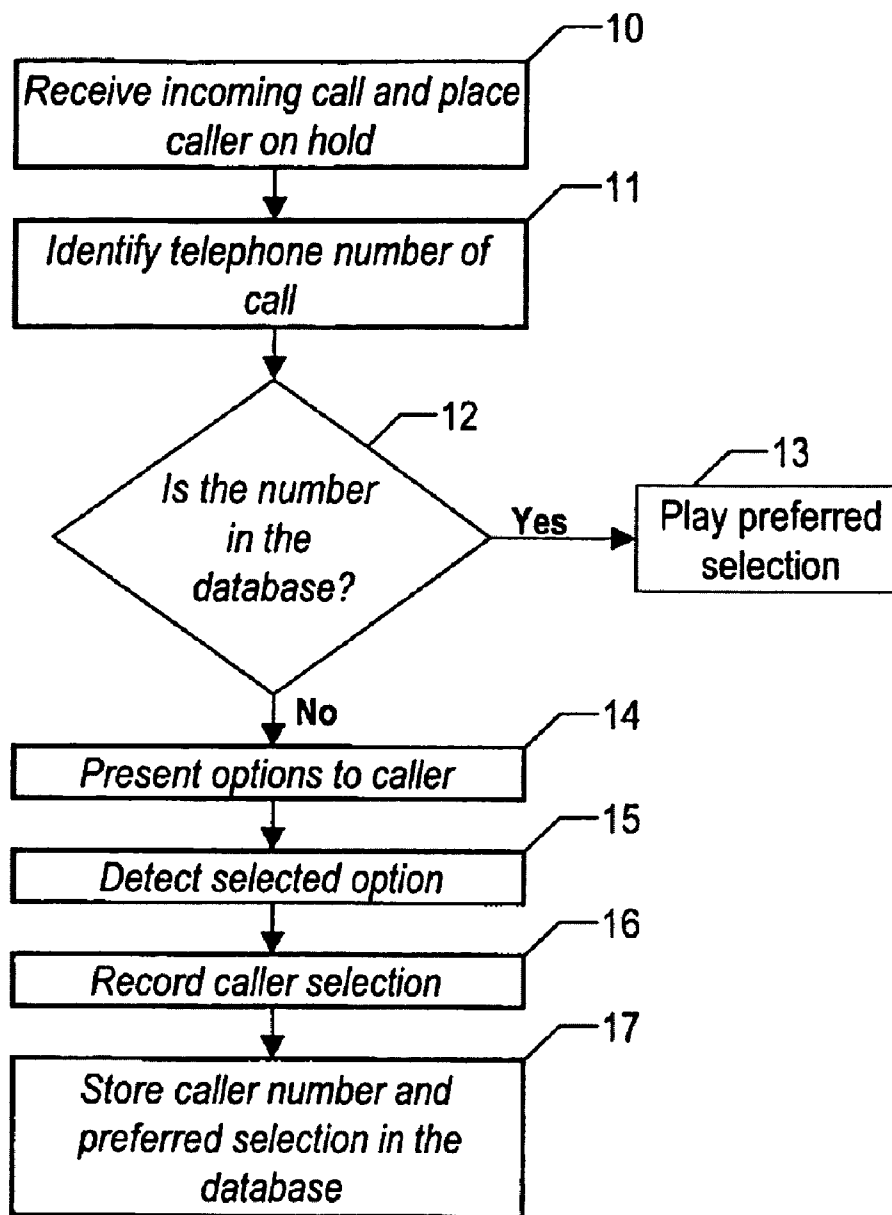 10
Receive incoming call and place
caller on hold
11
Identify telephone number of
call
12
Is the number
in the
database?
Yes
13
Play preferred
selection
No
14
Present options to caller
15
Detect selected option
16
Record caller selection
17
Store caller number and
preferred selection in the
database